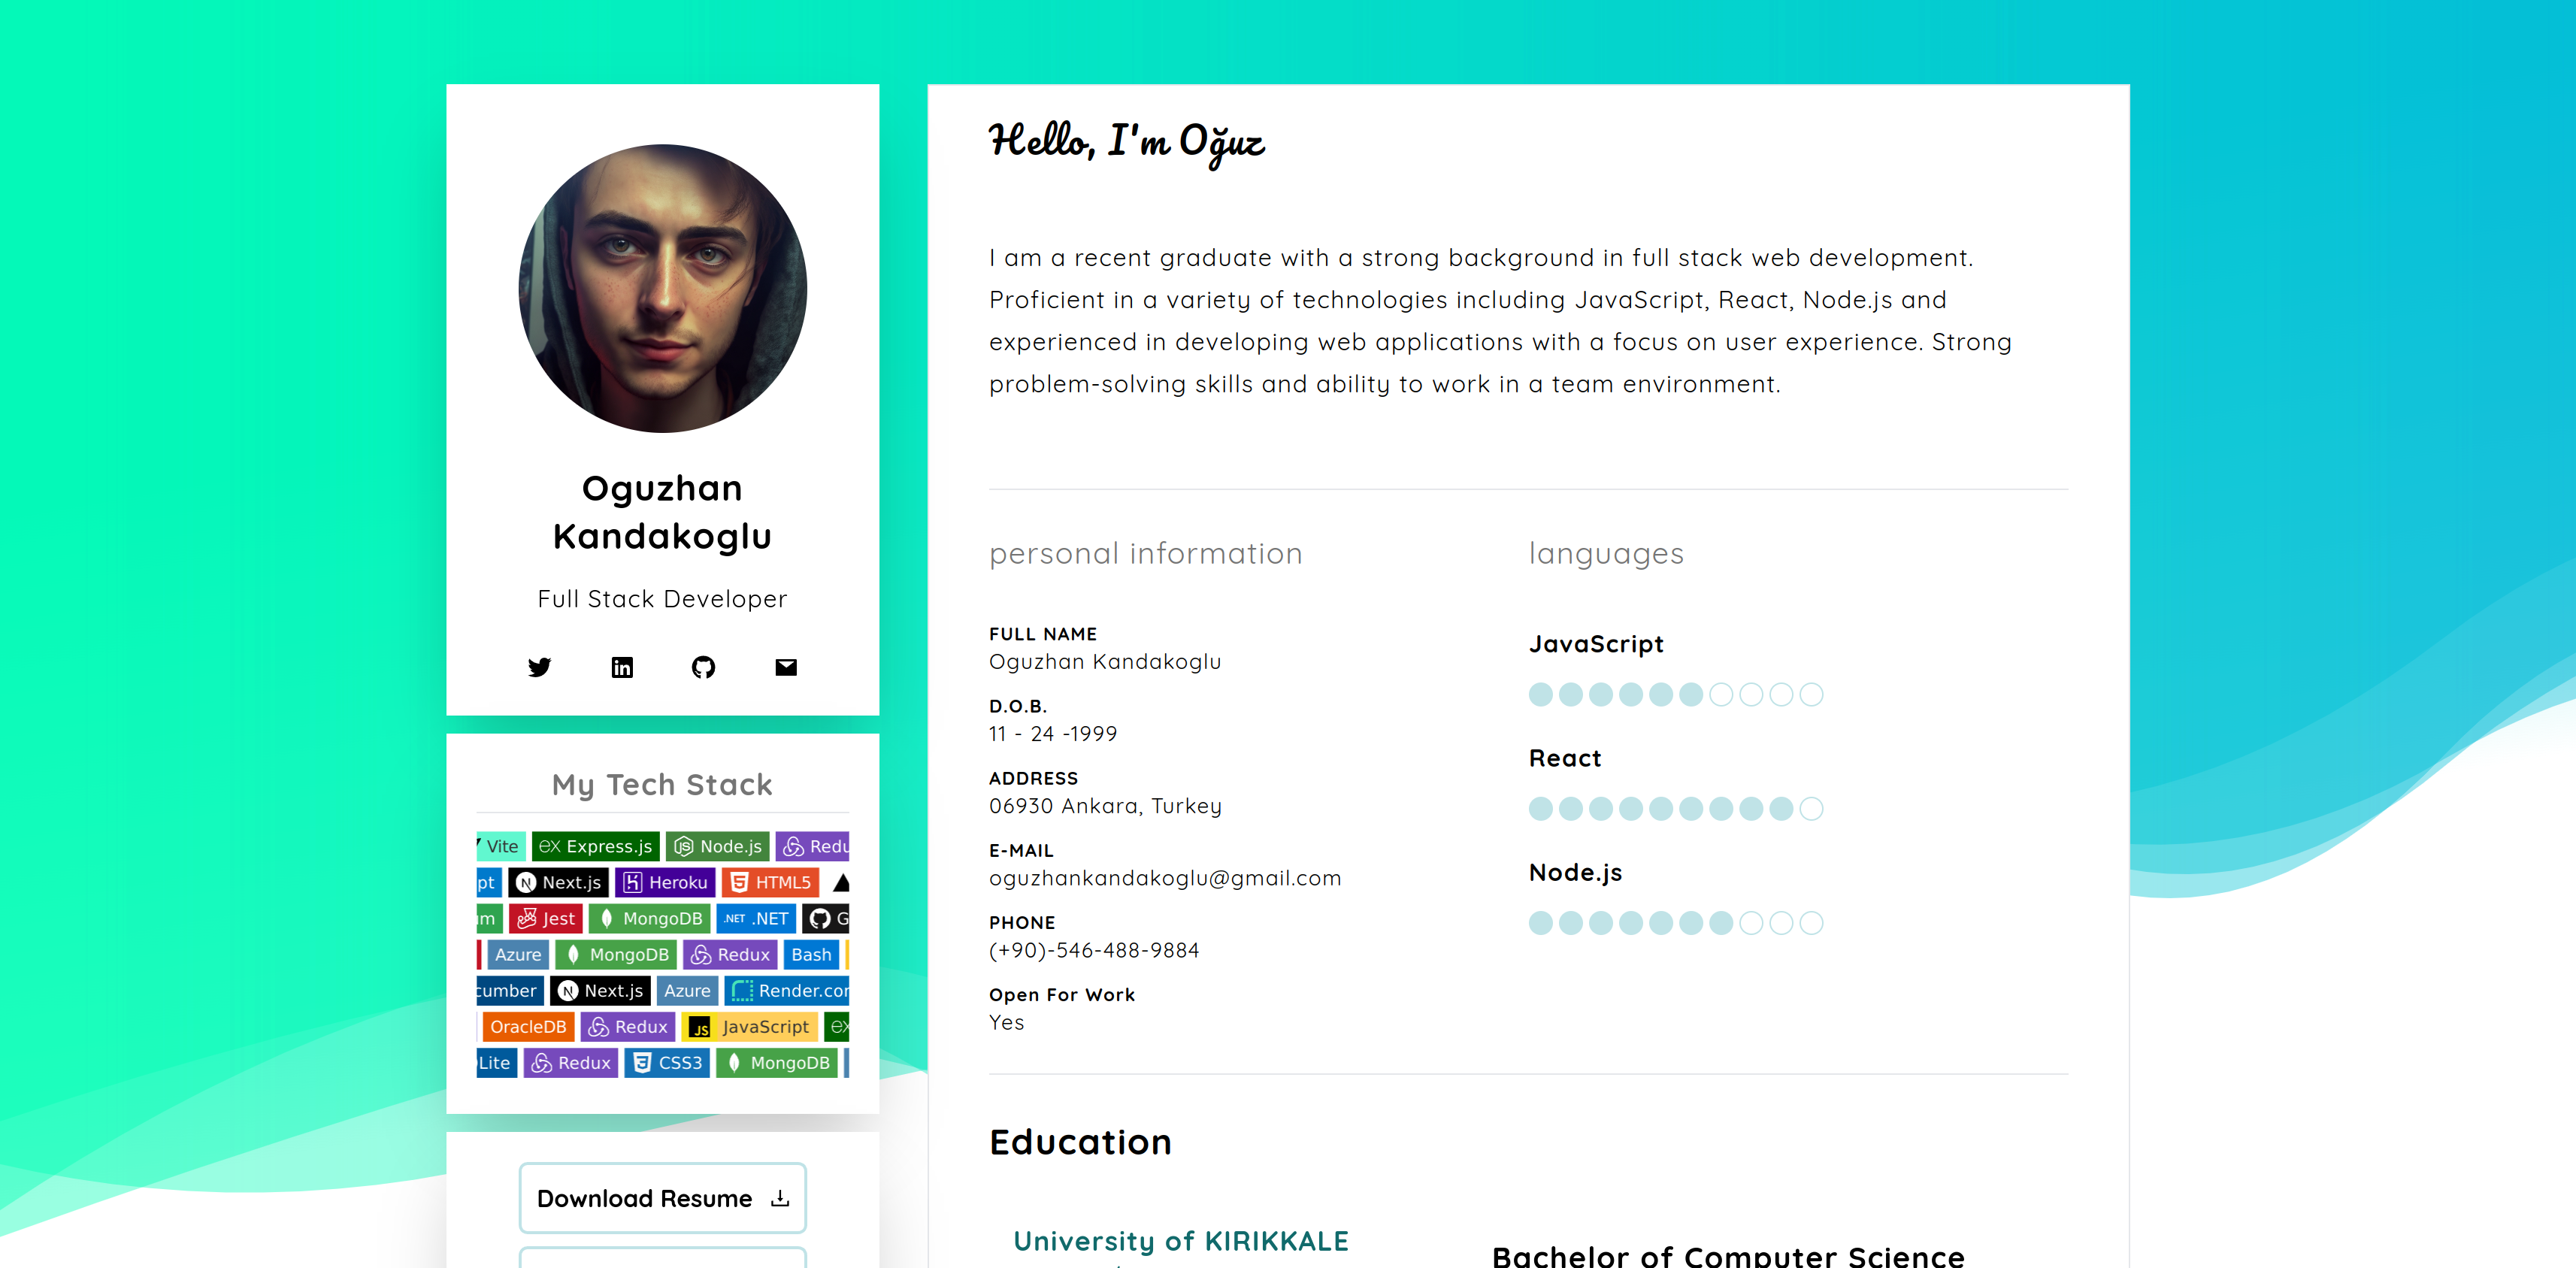 Oguzhan
Kandakoglu
Full Stack Developer
My Tech Stack
Vite Express.js Node.js
Next.js Heroku HTML5
Jest MongoDB .NET .NET
Azure MongoDB Redux Bash
Next.js Azure
OracleDB Redux JS JavaScript
Redux CSS3 MongoDB
Download Resume
Hello, I'm Oğuz
I am a recent graduate with a strong background in full stack web development.
Proficient in a variety of technologies including JavaScript, React, Node.js and
experienced in developing web applications with a focus on user experience. Strong
problem-solving skills and ability to work in a team environment.
personal information
FULL NAME
Oguzhan Kandakoglu
D.O.B.
11 - 24 -1999
ADDRESS
06930 Ankara, Turkey
E-MAIL
oguzhankandakoglu@gmail.com
PHONE
(+90)-546-488-9884
Open For Work
Yes
languages
JavaScript
React
Node.js
Education
University of KIRIKKALE
Bachelor of Computer Science